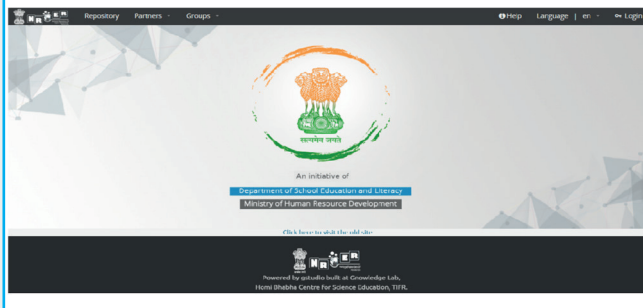 NROER
Repository Partners Groups
Help Language | en Login
सत्यमेव जयते
An initiative of
Department of School Education and Literacy
Ministry of Human Resource Development
Click here to visit the old site
NROER
Powered by gstudio built at Gnowledge Lab,
Homi Bhabha Centre for Science Education, TIFR.